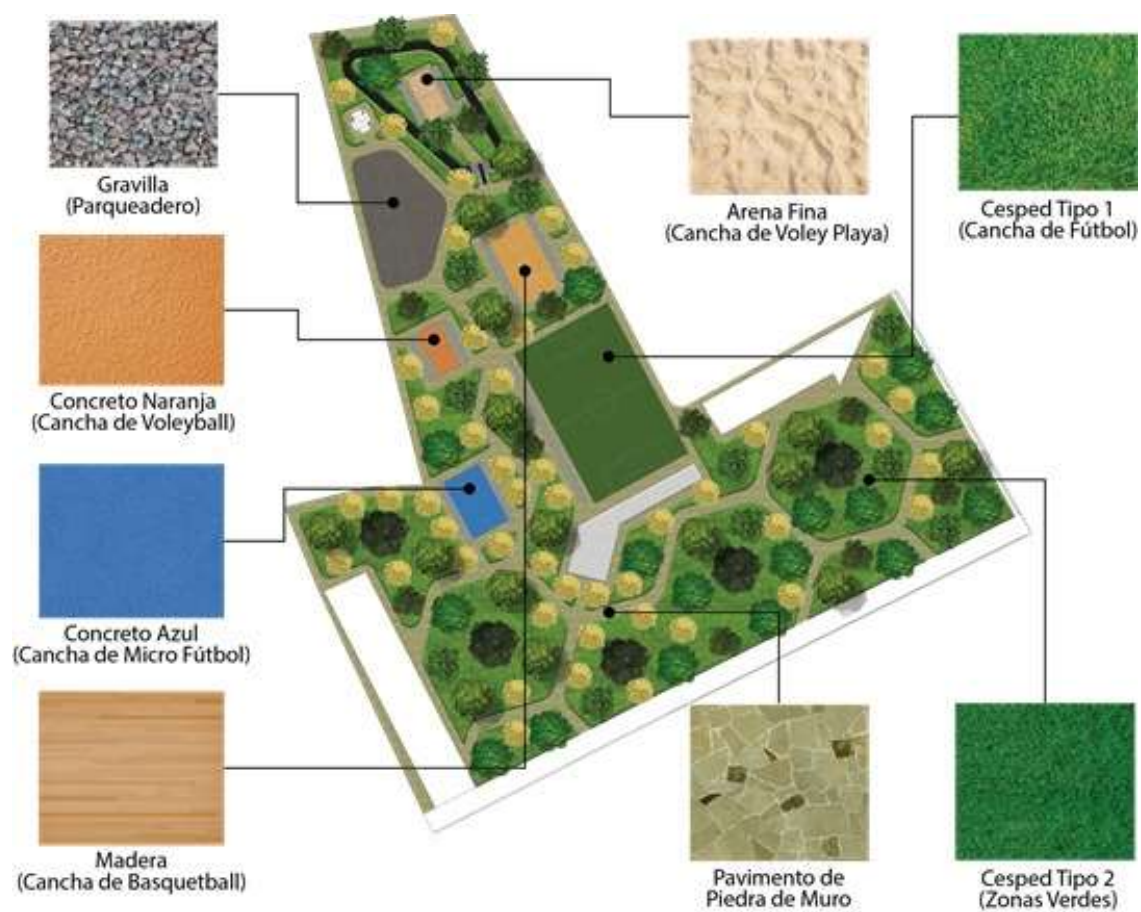 Gravilla
(Parqueadero)
Arena Fina
(Cancha de Voley Playa)
Cesped Tipo 1
(Cancha de Fútbol)
Concreto Naranja
(Cancha de Voleyball)
Concreto Azul
(Cancha de Micro Fútbol)
Madera
(Cancha de Basquetball)
Pavimento de
Piedra de Muro
Cesped Tipo 2
(Zonas Verdes)